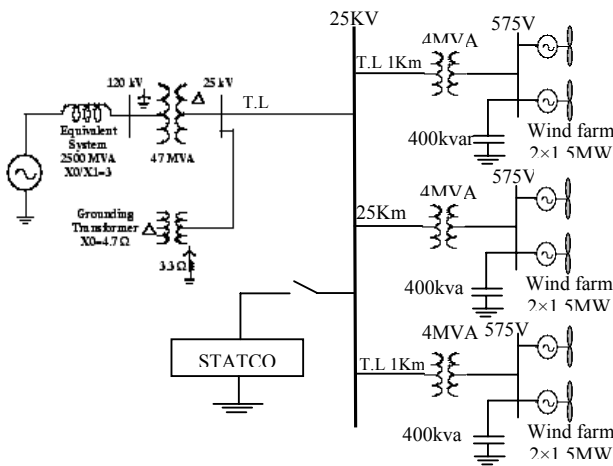 25KV
120 kV
25 kV
T.L
Equivalent
System
2500 MVA
X0/X1=3
47 MVA
Grounding
Transformer
X0=4.7 Ω
3.3 Ω
STATCO
T.L 1Km
4MVA
575V
400kvar
Wind farm
2×1.5MW
25Km
4MVA
575V
400kva
Wind farm
2×1.5MW
T.L 1Km
4MVA
575V
400kva
Wind farm
2×1.5MW